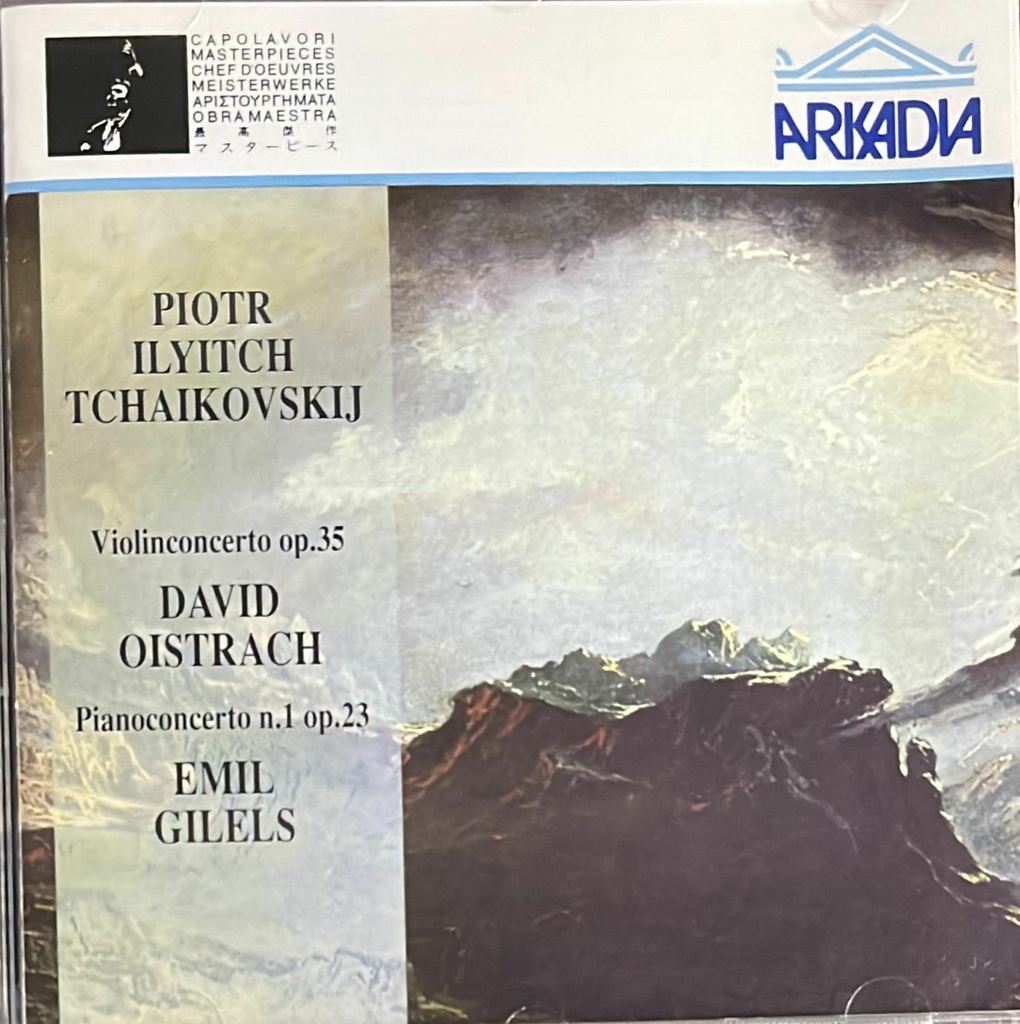 CAPOLAVORI
MASTERPIECES
CHEF D'OEUVRES
MEISTERWERKE
ΑΡΙΣΤΟΥΡΓΗΜΑΤΑ
OBRA MAESTRA
最高傑作
マスターピース
ARKADIA
PIOTR
ILYITCH
TCHAIKOVSKIJ
Violinconcerto op.35
DAVID
OISTRACH
Pianoconcerto n.1 op.23
EMIL
GILELS